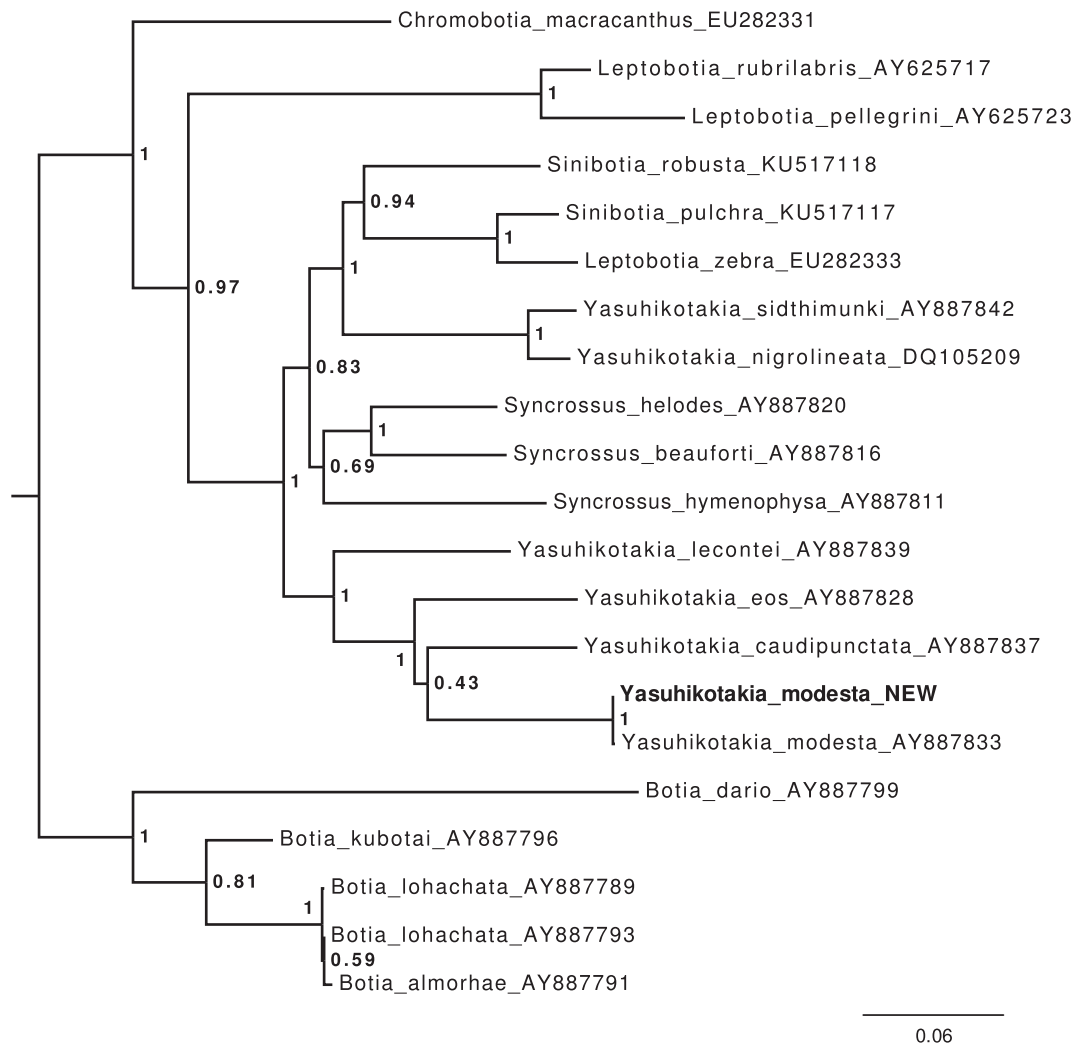 Chromobotia_macracanthus_EU282331
Leptobotia_rubrilabris_AY625717
1
Leptobotia_pellegrini_AY625723
1
Sinibotia_robusta_KU517118
0.94
Sinibotia_pulchra_KU517117
1
Leptobotia_zebra_EU282333
1
0.97
Yasuhikotakia_sidthimunki_AY887842
1
Yasuhikotakia_nigrolineata_DQ105209
0.83
Syncrossus_helodes_AY887820
1
Syncrossus_beauforti_AY887816
0.69
1
Syncrossus_hymenophysa_AY887811
Yasuhikotakia_lecontei_AY887839
1
Yasuhikotakia_eos_AY887828
Yasuhikotakia_caudipunctata_AY887837
1
0.43
Yasuhikotakia_modesta_NEW
1
Yasuhikotakia_modesta_AY887833
Botia_dario_AY887799
1
Botia_kubotai_AY887796
0.81
Botia_lohachata_AY887789
1
Botia_lohachata_AY887793
0.59
Botia_almorhae_AY887791
0.06